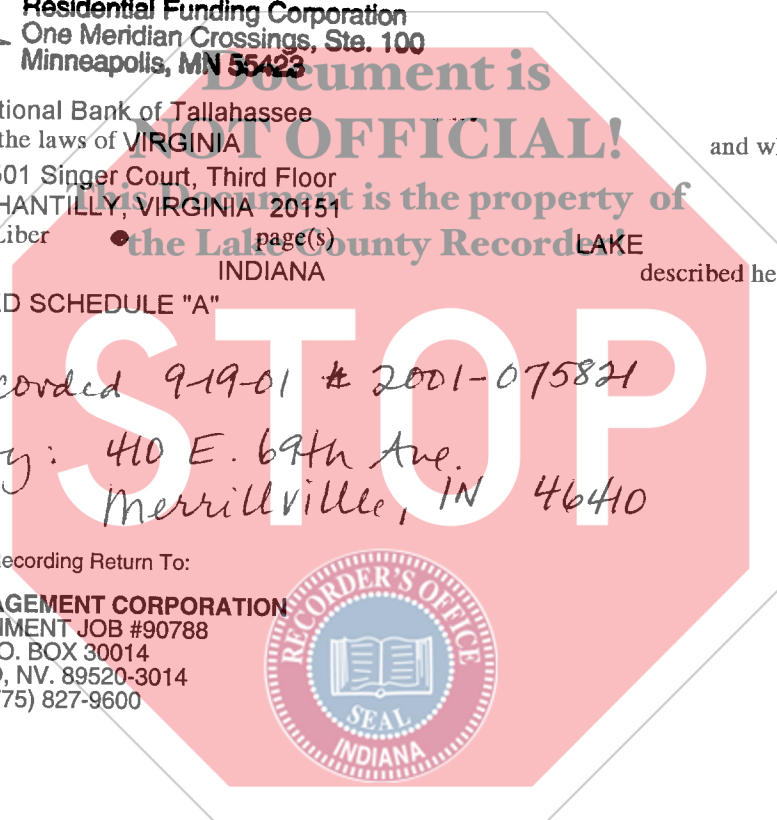 Residential Funding Corporation
One Meridian Crossings, Ste. 100
Minneapolis, MN 55423
Document is
tional Bank of Tallahassee
NOT OFFICIAL!
the laws of VIRGINIA and wh
501 Singer Court, Third Floor
This Document is the property of
HANTILLY, VIRGINIA 20151
the Lake County Recorder!
Liber page(s) LAKE
INDIANA described he
ED SCHEDULE "A"
STOP
corded 9-19-01 # 2001-075821
y: 410 E. 69th Ave.
Merrillville, IN 46410
ecording Return To:
AGEMENT CORPORATION
NMENT JOB #90788
O. BOX 30014
O, NV. 89520-3014
75) 827-9600
RECORDER'S OFFICE
SEAL
INDIANA